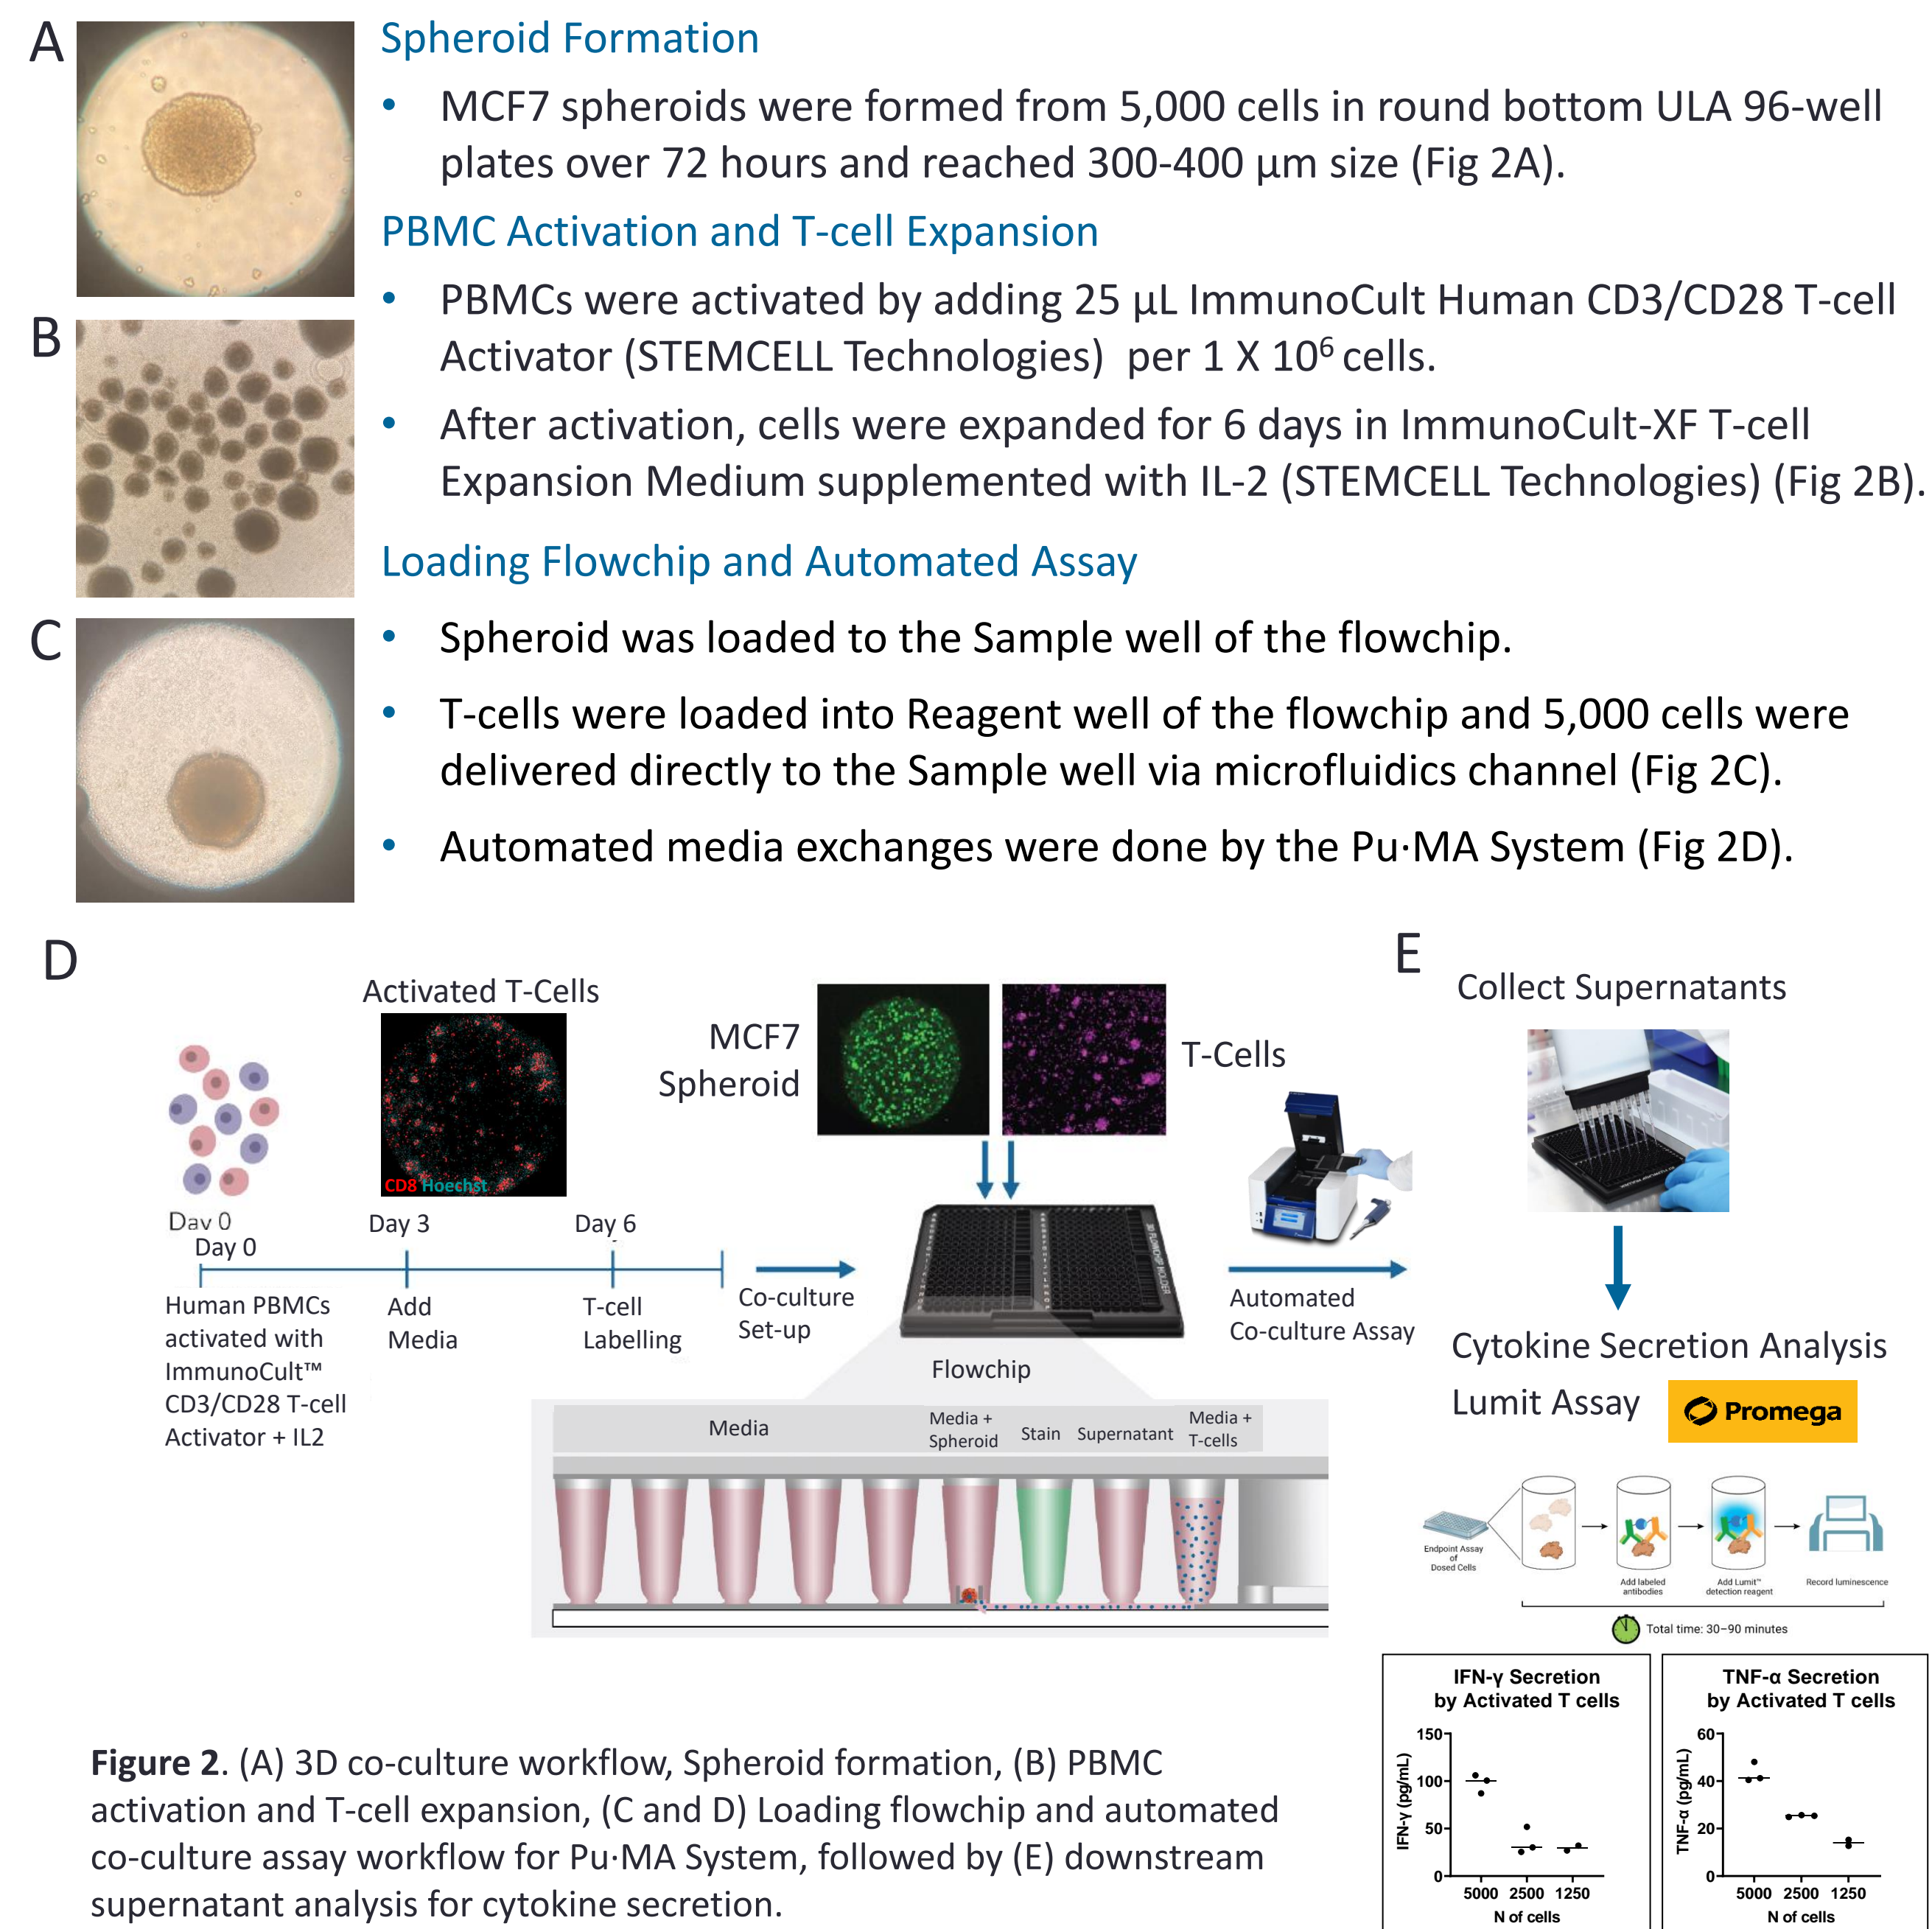 A
Spheroid Formation
• MCF7 spheroids were formed from 5,000 cells in round bottom ULA 96-well
plates over 72 hours and reached 300-400 µm size (Fig 2A).
PBMC Activation and T-cell Expansion
B
• PBMCs were activated by adding 25 µL ImmunoCult Human CD3/CD28 T-cell
Activator (STEMCELL Technologies) per 1 X 10⁶ cells.
• After activation, cells were expanded for 6 days in ImmunoCult-XF T-cell
Expansion Medium supplemented with IL-2 (STEMCELL Technologies) (Fig 2B).
Loading Flowchip and Automated Assay
C
• Spheroid was loaded to the Sample well of the flowchip.
• T-cells were loaded into Reagent well of the flowchip and 5,000 cells were
delivered directly to the Sample well via microfluidics channel (Fig 2C).
• Automated media exchanges were done by the Pu·MA System (Fig 2D).
D
Activated T-Cells
CD8 Hoechst
MCF7
Spheroid
T-Cells
Day 0
Day 0
Day 3
Day 6
Human PBMCs
activated with
ImmunoCult™
CD3/CD28 T-cell
Activator + IL2
Add
Media
T-cell
Labelling
Co-culture
Set-up
3D FLOWCHIP HOLDER
Flowchip
Automated
Co-culture Assay
Media
Media +
Spheroid
Stain
Supernatant
Media +
T-cells
E
Collect Supernatants
Cytokine Secretion Analysis
Lumit Assay
Promega
Endpoint Assay
of
Dosed Cells
Add labeled
antibodies
Add Lumit™
detection reagent
Record luminescence
Total time: 30–90 minutes
IFN-γ Secretion
by Activated T cells
IFN-γ (pg/mL)
150
100
50
0
5000 2500 1250
N of cells
TNF-α Secretion
by Activated T cells
TNF-α (pg/mL)
60
40
20
0
5000 2500 1250
N of cells
Figure 2. (A) 3D co-culture workflow, Spheroid formation, (B) PBMC
activation and T-cell expansion, (C and D) Loading flowchip and automated
co-culture assay workflow for Pu·MA System, followed by (E) downstream
supernatant analysis for cytokine secretion.